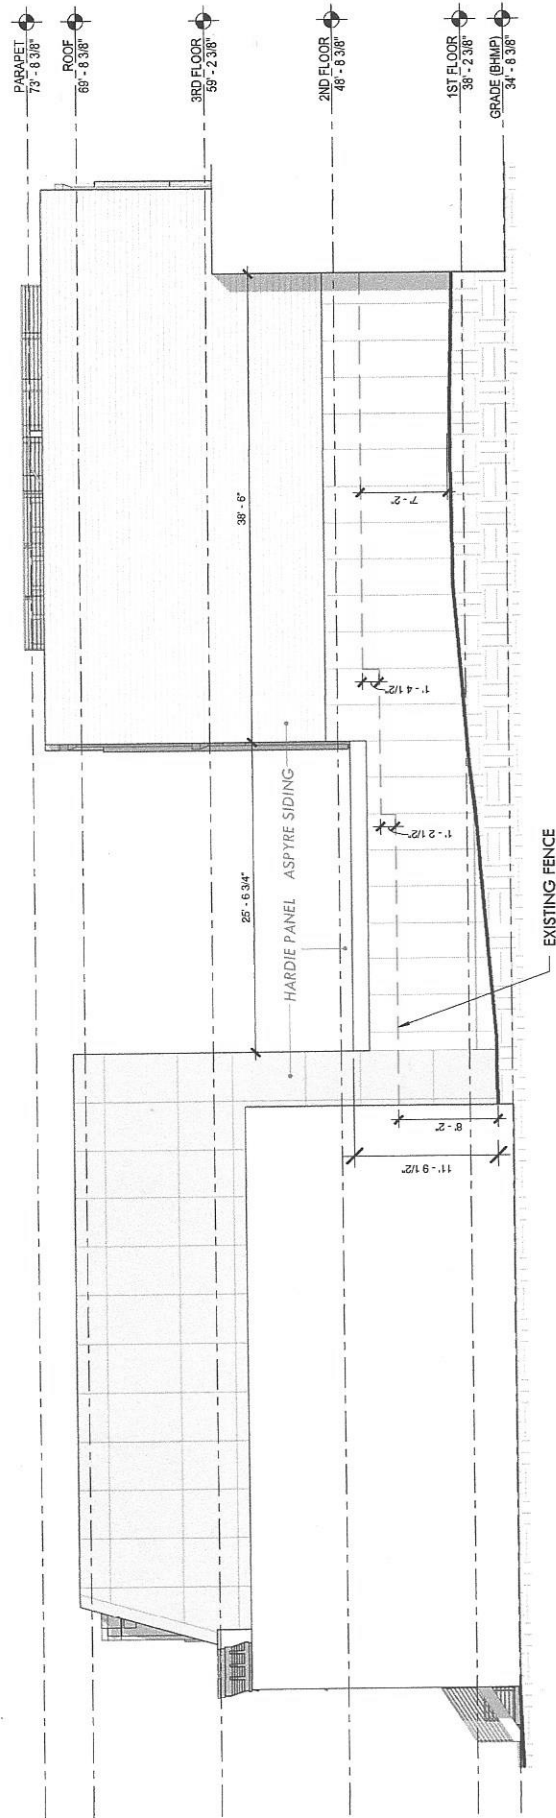 PARAPET
73' - 8 3/8"
ROOF
69' - 8 3/8"
3RD FLOOR
59' - 2 3/8"
2ND FLOOR
48' - 8 3/8"
1ST FLOOR
38' - 2 3/8"
GRADE (BHMP)
34' - 8 3/8"
38' - 6"
7' - 2"
1' - 4 1/2"
1' - 2 1/2"
25' - 6 3/4"
HARDIE PANEL ASPYRE SIDING
EXISTING FENCE
8' - 2"
11' - 9 1/2"